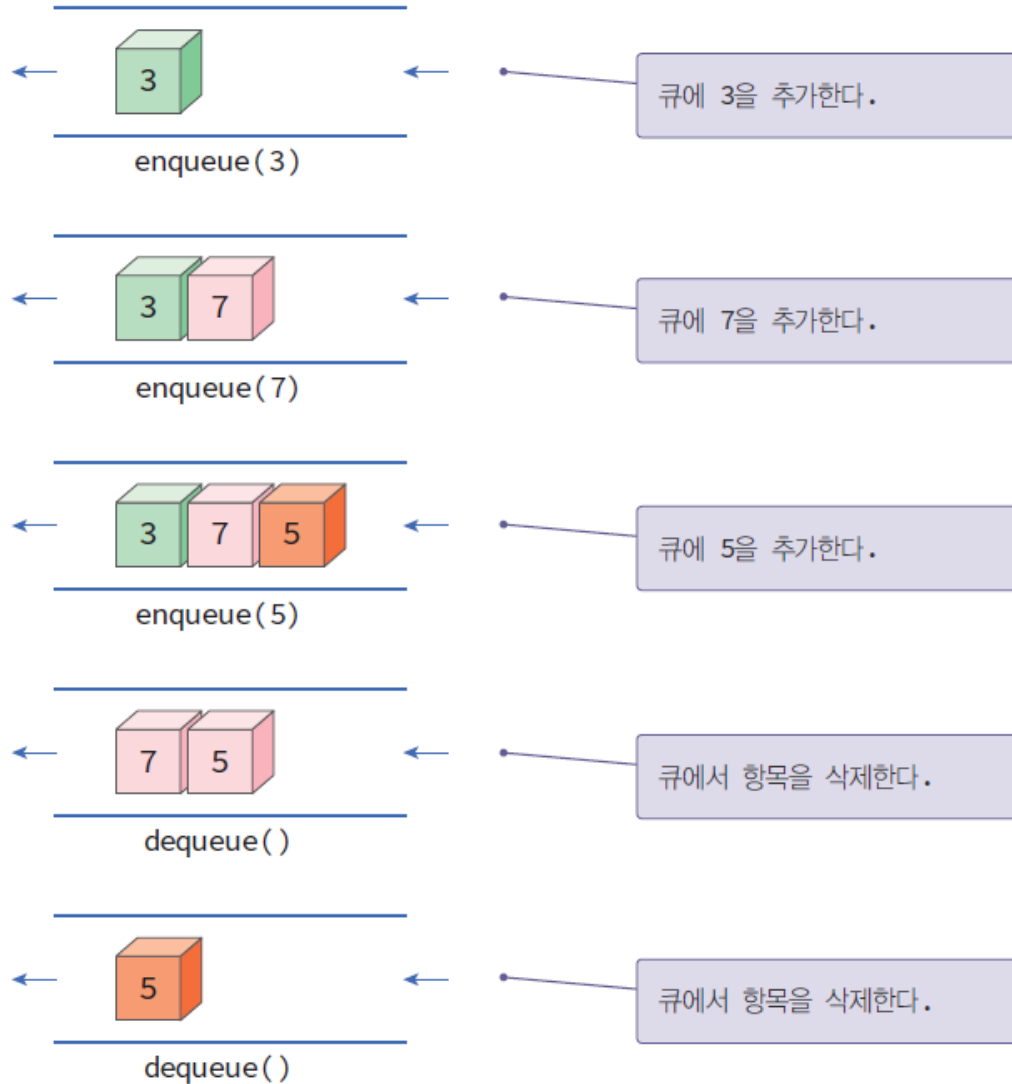 3
큐에 3을 추가한다.
enqueue(3)
3 7
큐에 7을 추가한다.
enqueue(7)
3 7 5
큐에 5을 추가한다.
enqueue(5)
7 5
큐에서 항목을 삭제한다.
dequeue()
5
큐에서 항목을 삭제한다.
dequeue()